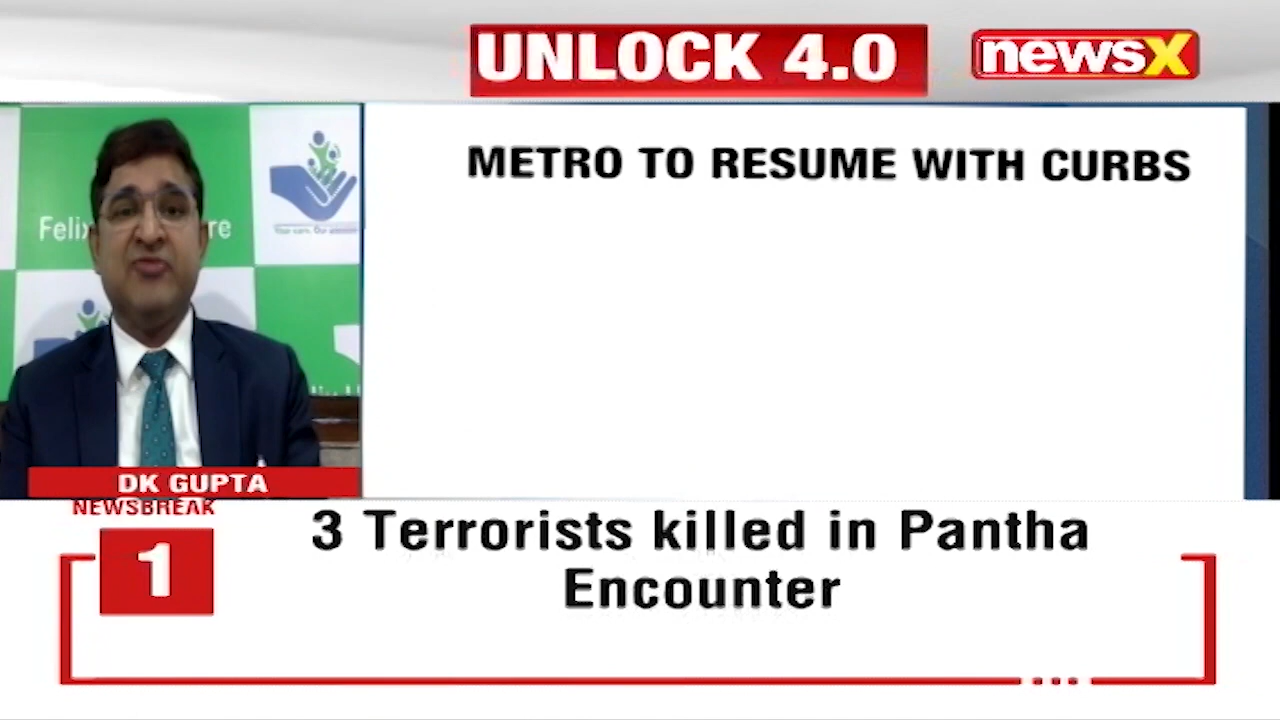 UNLOCK 4.0
newsX
METRO TO RESUME WITH CURBS
DK GUPTA
NEWSBREAK
1
3 Terrorists killed in Pantha
Encounter